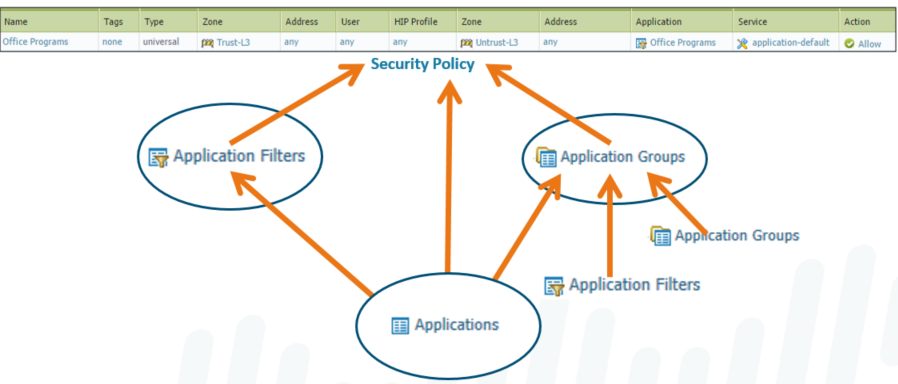 Name Tags Type Zone Address User HIP Profile Zone Address Application Service Action
Office Programs none universal Trust-L3 any any any Untrust-L3 any Office Programs application-default Allow
Security Policy
Application Filters
Application Groups
Application Groups
Application Filters
Applications